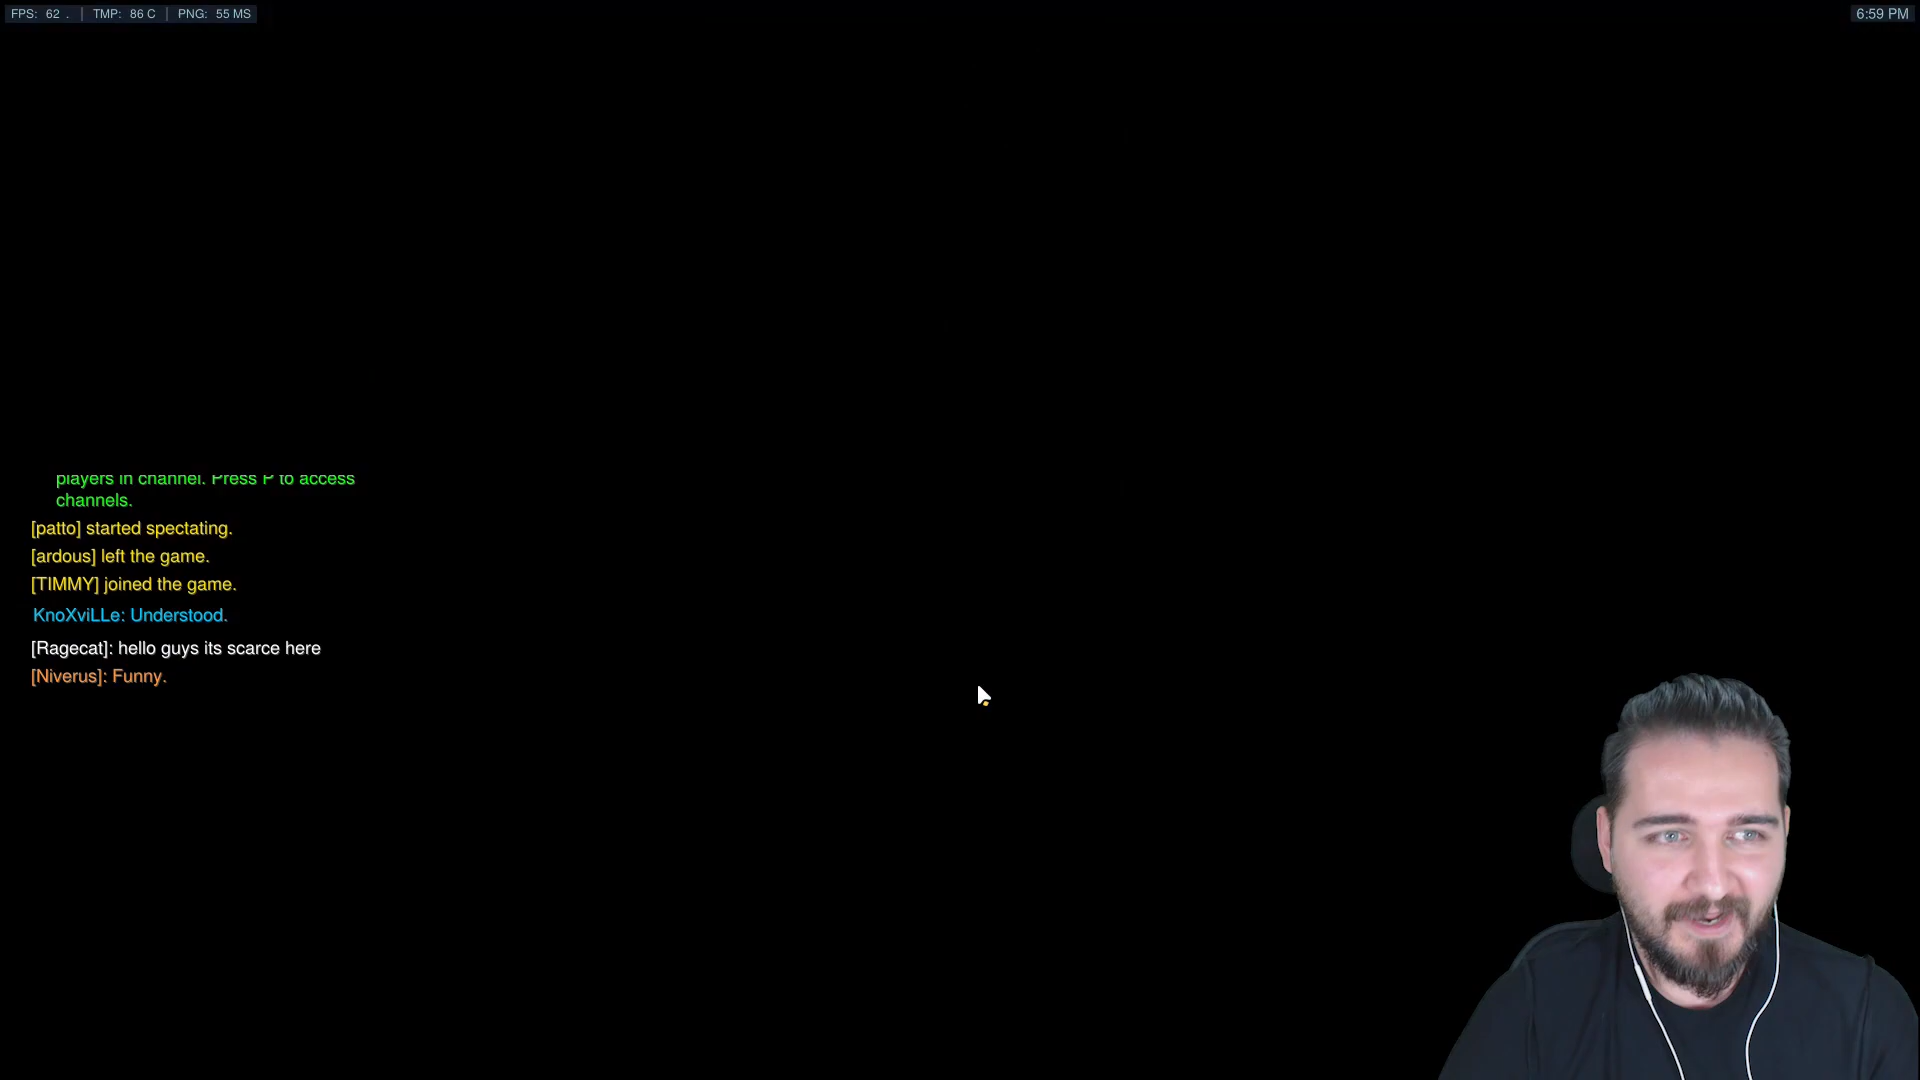 FPS: 62 . | TMP: 86 C | PNG: 55 MS
6:59 PM
players in channel. Press P to access
channels.
[patto] started spectating.
[ardous] left the game.
[TIMMY] joined the game.
KnoXviLLe: Understood.
[Ragecat]: hello guys its scarce here
[Niverus]: Funny.